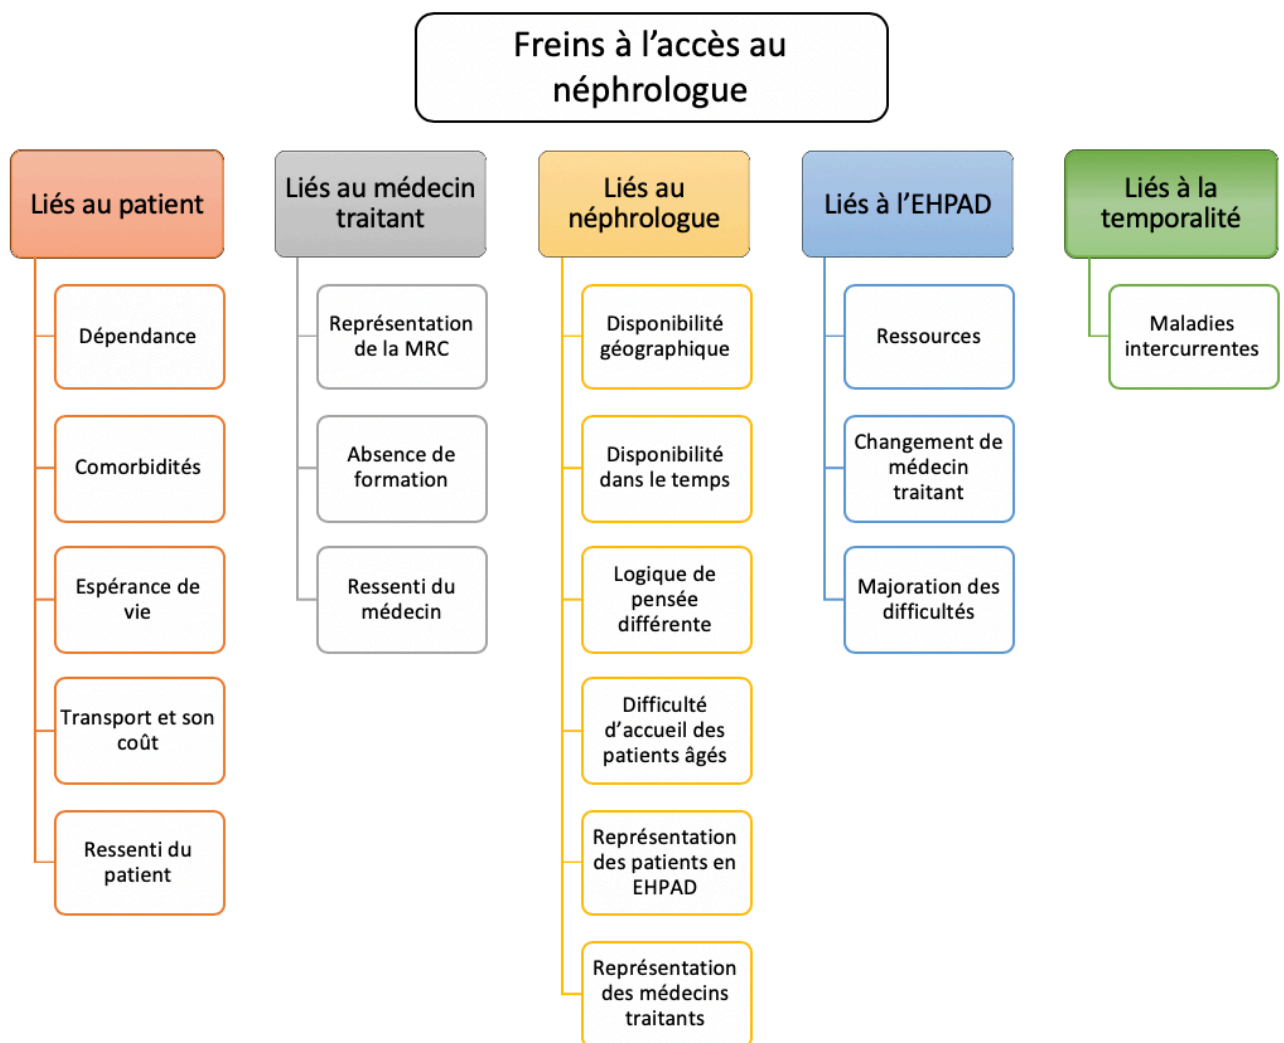 Freins à l’accès au
néphrologue
Liés au patient
Dépendance
Comorbidités
Espérance de
vie
Transport et son
coût
Ressenti du
patient
Liés au médecin
traitant
Représentation
de la MRC
Absence de
formation
Ressenti du
médecin
Liés au
néphrologue
Disponibilité
géographique
Disponibilité
dans le temps
Logique de
pensée
différente
Difficulté
d’accueil des
patients âgés
Représentation
des patients en
EHPAD
Représentation
des médecins
traitants
Liés à l’EHPAD
Ressources
Changement de
médecin
traitant
Majoration des
difficultés
Liés à la
temporalité
Maladies
intercurrentes